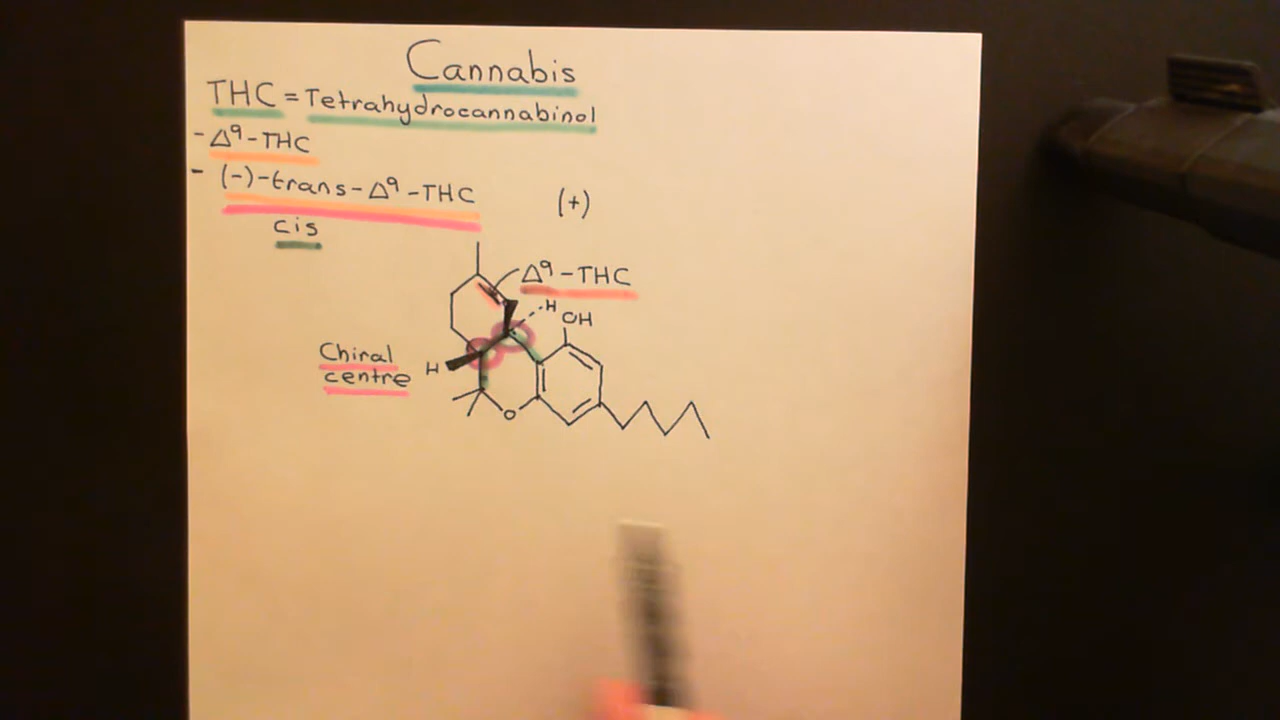 Cannabis
THC = Tetrahydrocannabinol
- Δ⁹-THC
- (-)-trans-Δ⁹-THC
(+)
cis
Δ⁹-THC
H
OH
Chiral
centre
H
O